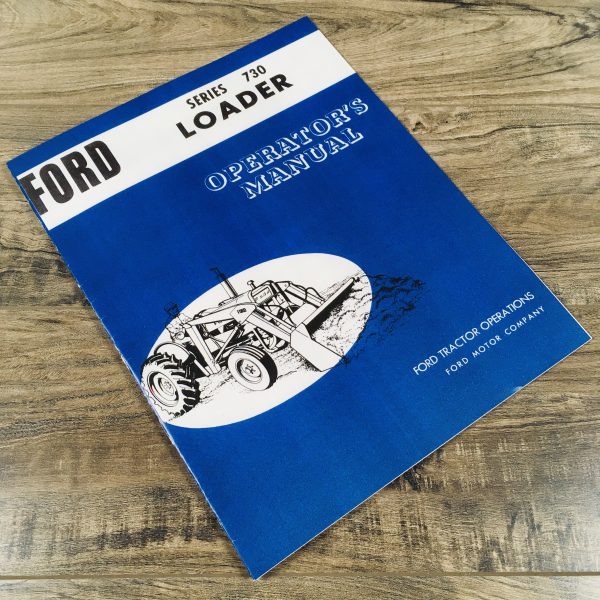 SERIES 730
LOADER
FORD
OPERATOR'S
MANUAL
FORD TRACTOR OPERATIONS
FORD MOTOR COMPANY